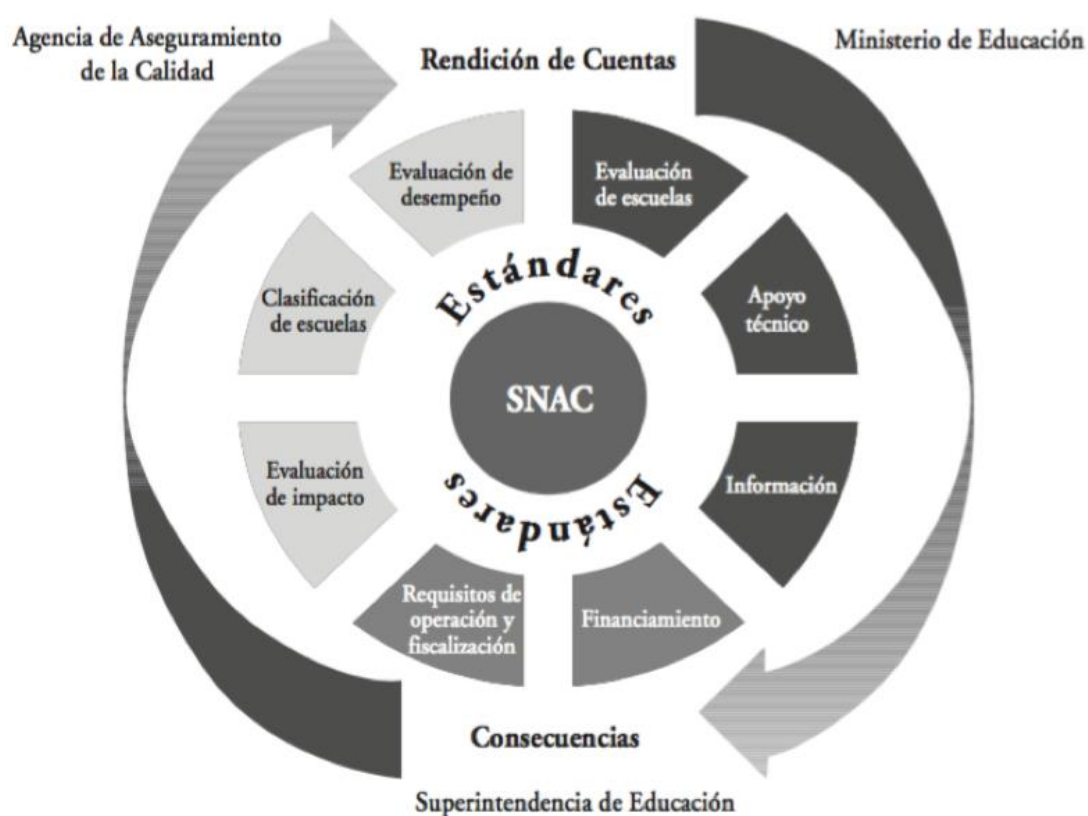 Agencia de Aseguramiento
de la Calidad
Rendición de Cuentas
Ministerio de Educación
Evaluación de
desempeño
Evaluación
de escuelas
Clasificación
de escuelas
Estándares
Apoyo
técnico
SNAC
Evaluación
de impacto
Estándares
Información
Requisitos de
operación y
fiscalización
Financiamiento
Consecuencias
Superintendencia de Educación